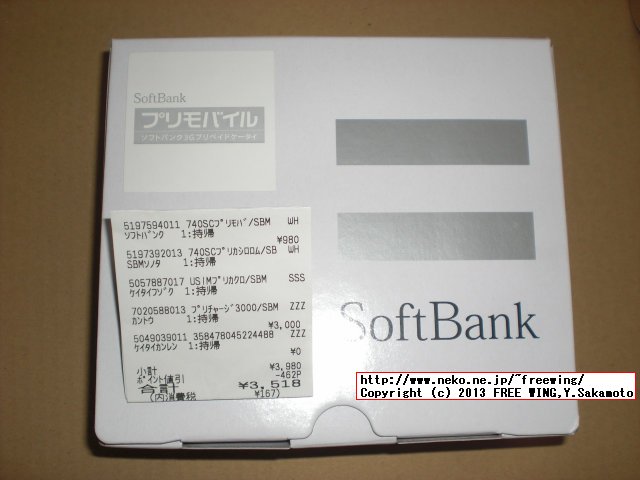 SoftBank
プリモバイル
ソフトバンク3Gプリペイドケータイ
5197594011 740SCプリモバ/SBM WH
ソフトバンク 1:持帰
¥980
5197392013 740SCプリカシロロム/SB WH
SBMソノタ 1:持帰
5057887017 USIMプリカクロ/SBM SSS
ケイタイフゾク 1:持帰
7020588013 プリチャージ3000/SBM ZZZ
カントウ 1:持帰
¥3,000
5049039011 358478045224488 ZZZ
ケイタイカンレン 1:持帰
¥0
小計 ¥3,980
ポイント値引 -462P
合計 ¥3,518
(内消費税 ¥167)
SoftBank
http://www.neko.ne.jp/~freewing/
Copyright (c) 2013 FREE WING,Y.Sakamoto